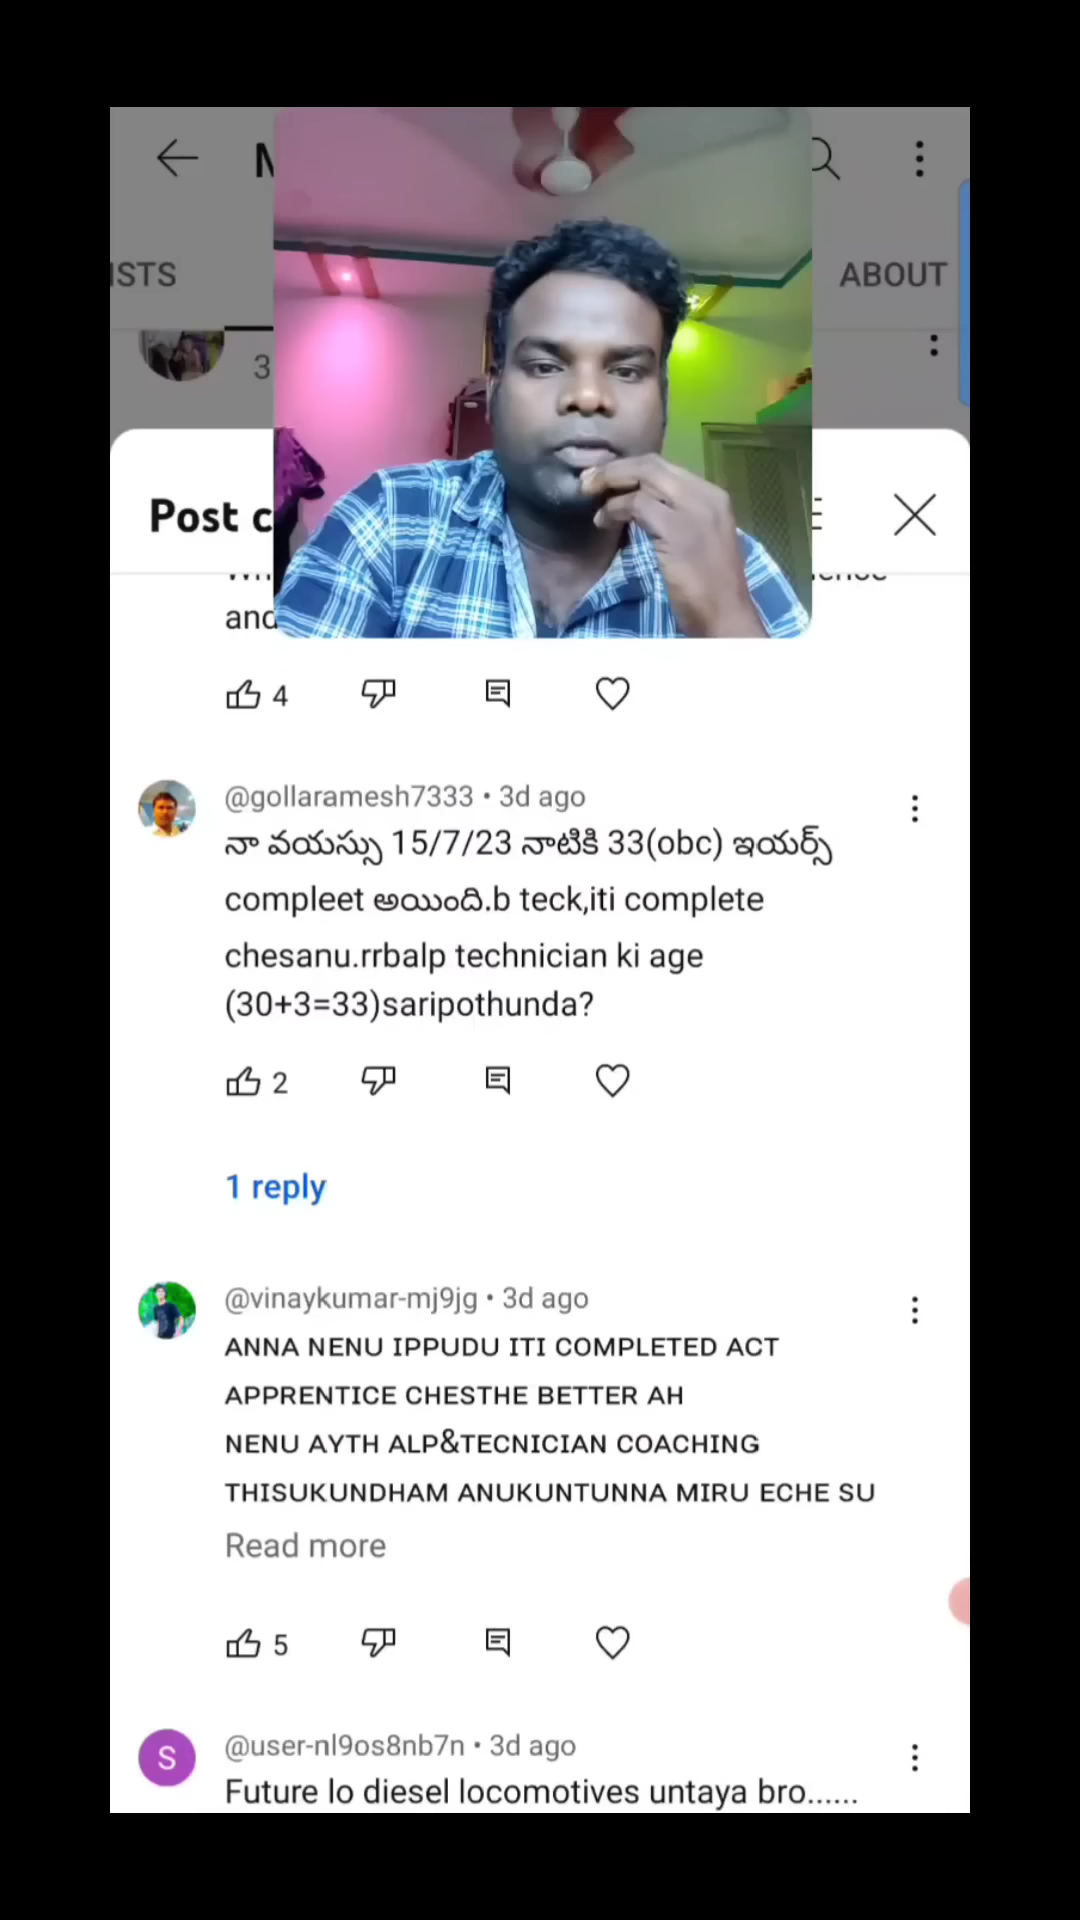 ABOUT
3
Post c
and
4
@gollaramesh7333 • 3d ago
నా వయస్సు 15/7/23 నాటికి 33(obc) ఇయర్స్
compleet అయింది.b teck,iti complete
chesanu.rrbalp technician ki age
(30+3=33)saripothunda?
2
1 reply
@vinaykumar-mj9jg • 3d ago
ANNA NENU IPPUDU ITI COMPLETED ACT
APPRENTICE CHESTHE BETTER AH
NENU AYTH ALP&TECNICIAN COACHING
THISUKUNDHAM ANUKUNTUNNA MIRU ECHE SU
Read more
5
S
@user-nl9os8nb7n • 3d ago
Future lo diesel locomotives untaya bro......